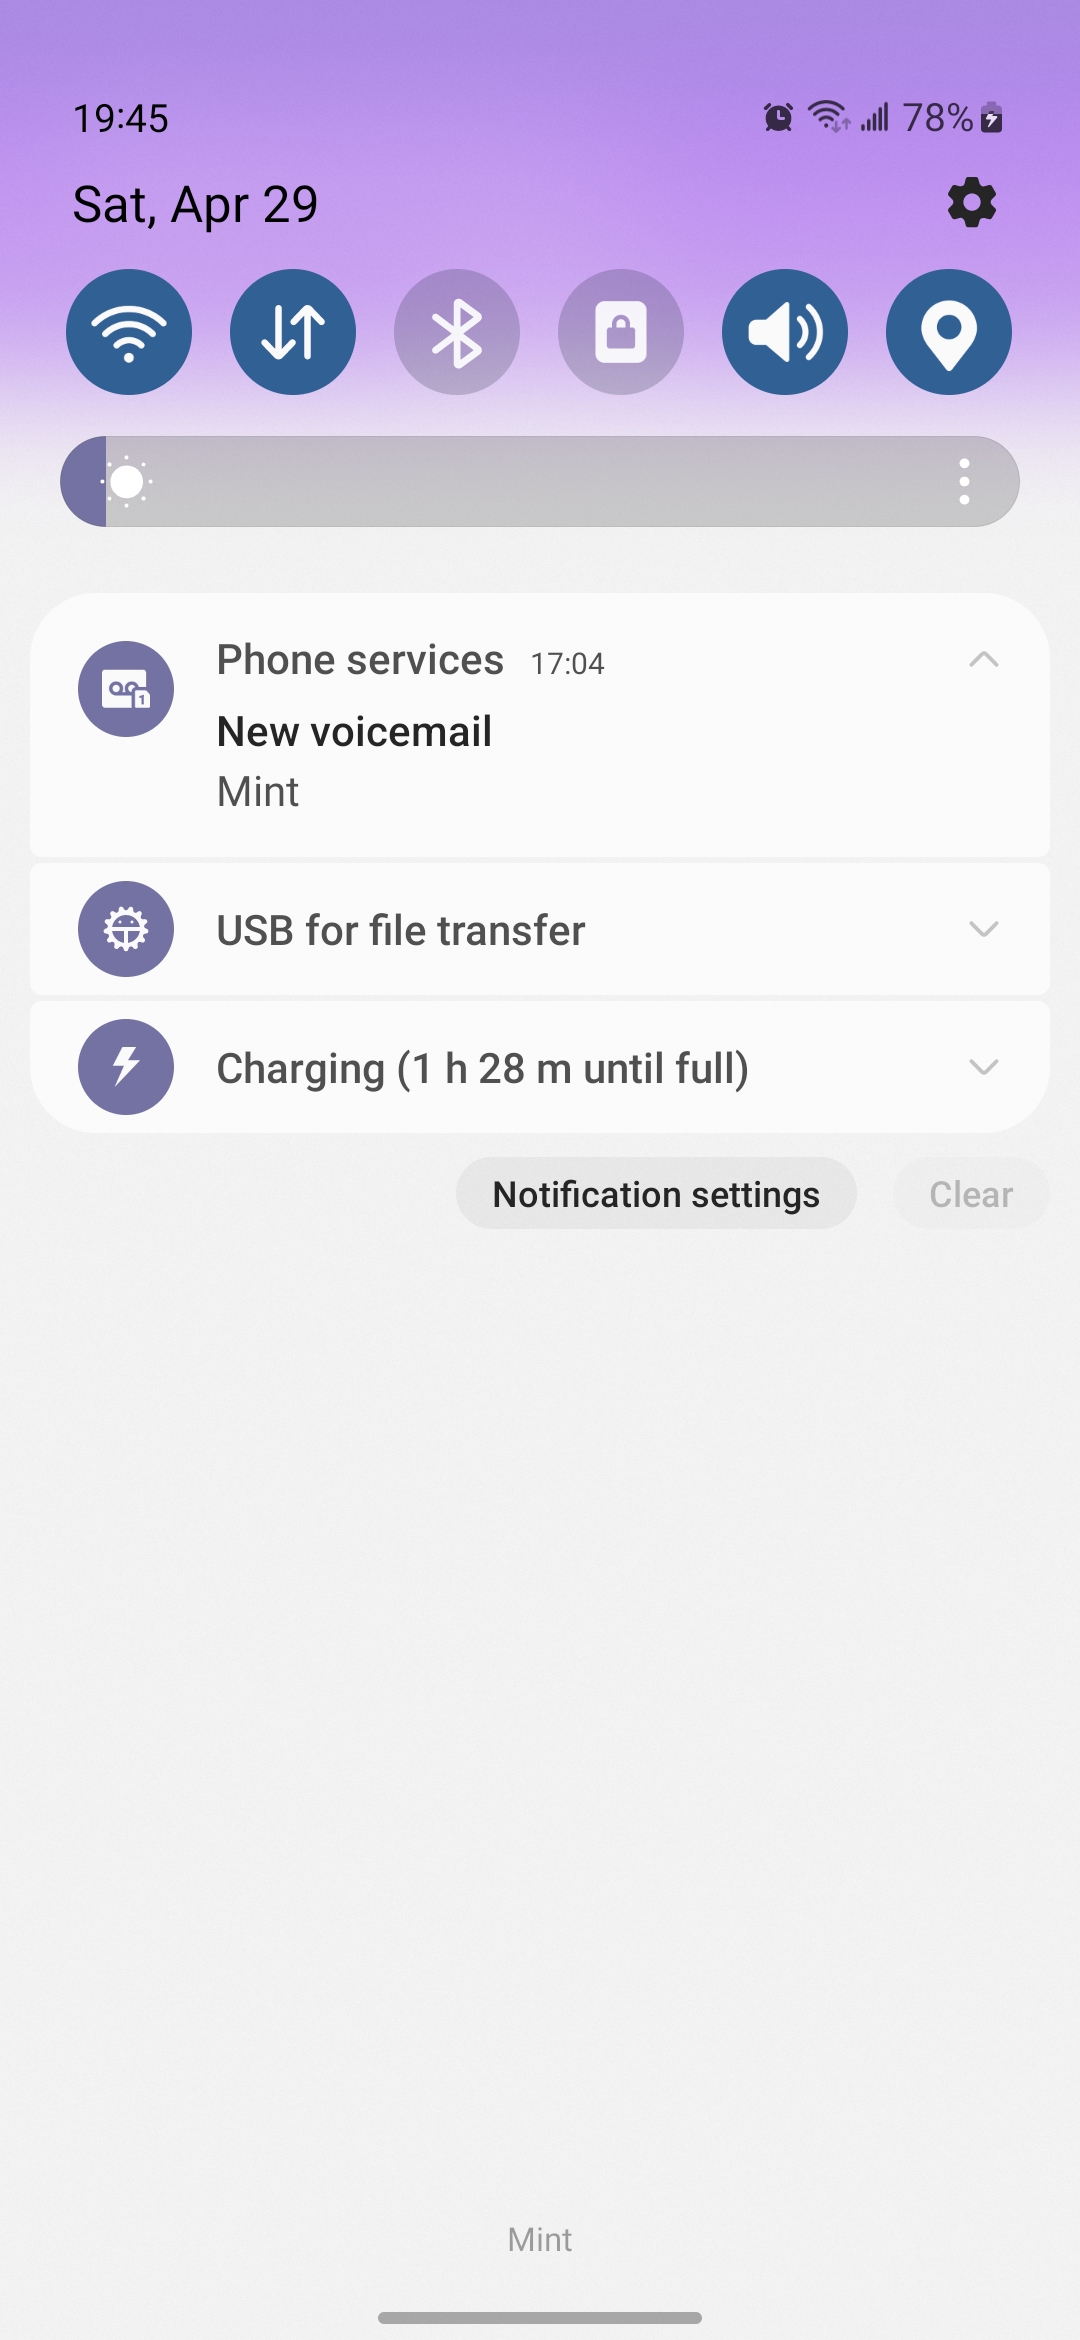 19:45 78%
Sat, Apr 29
Phone services 17:04
New voicemail
Mint
USB for file transfer
Charging (1 h 28 m until full)
Notification settings Clear
Mint